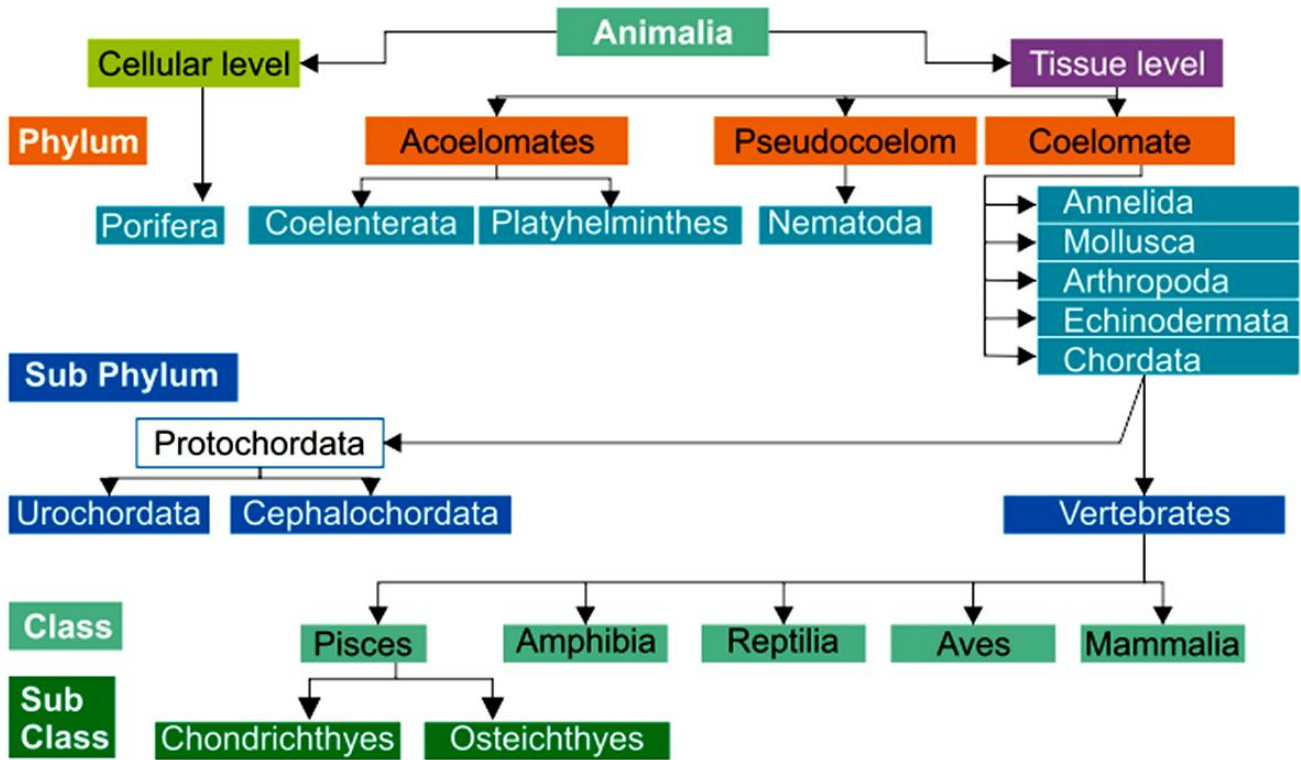 Animalia
Cellular level
Tissue level
Phylum
Acoelomates
Pseudocoelom
Coelomate
Porifera
Coelenterata
Platyhelminthes
Nematoda
Annelida
Mollusca
Arthropoda
Echinodermata
Chordata
Sub Phylum
Protochordata
Urochordata
Cephalochordata
Vertebrates
Class
Pisces
Amphibia
Reptilia
Aves
Mammalia
Sub
Class
Chondrichthyes
Osteichthyes